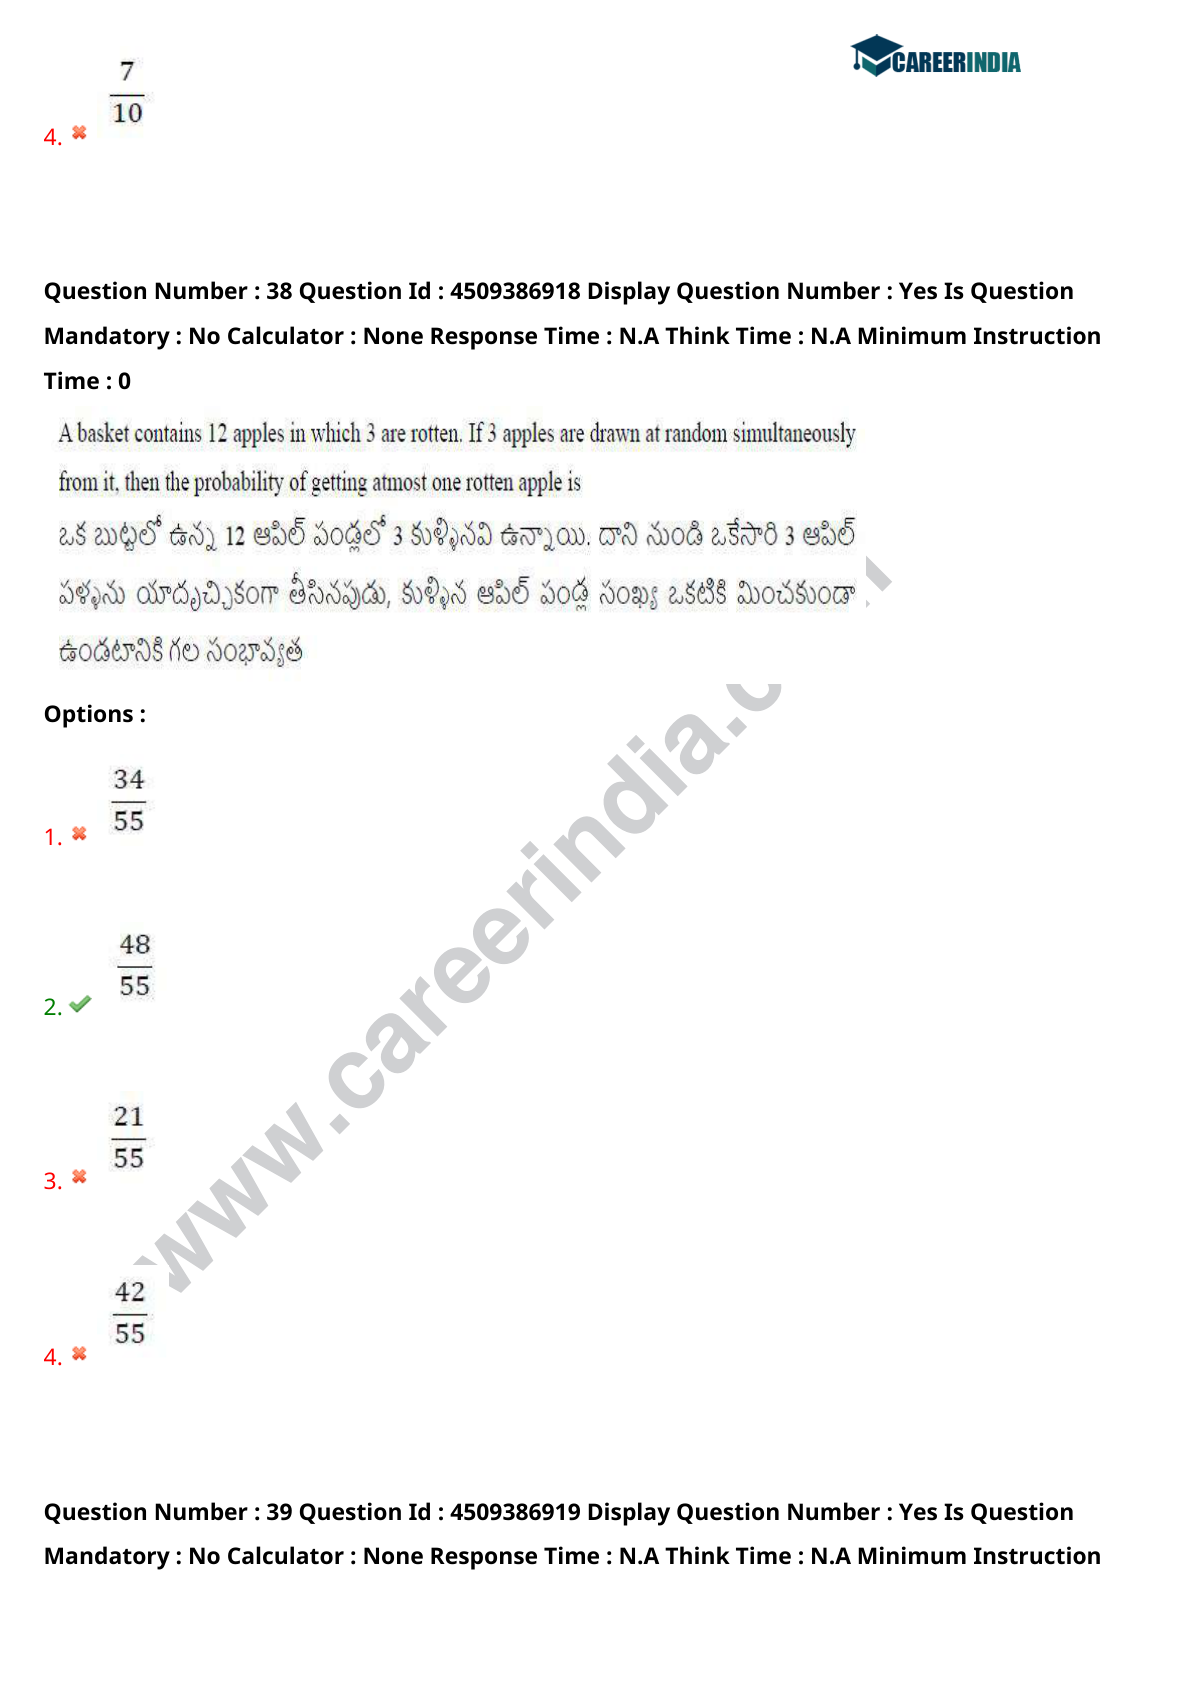 CAREERINDIA
7
10
4.
Question Number : 38 Question Id : 4509386918 Display Question Number : Yes Is Question
Mandatory : No Calculator : None Response Time : N.A Think Time : N.A Minimum Instruction
Time : 0
A basket contains 12 apples in which 3 are rotten. If 3 apples are drawn at random simultaneously
from it, then the probability of getting atmost one rotten apple is
ఒక బుట్టలో ఉన్న 12 ఆపిల్ పండ్లలో 3 కుళ్ళినవి ఉన్నాయి. దాని నుండి ఒకేసారి 3 ఆపిల్
పళ్ళను యాదృచ్ఛికంగా తీసినపుడు, కుళ్ళిన ఆపిల్ పండ్ల సంఖ్య ఒకటికి మించకుండా
ఉండటానికి గల సంభావ్యత
Options :
34
55
1.
48
55
2.
21
55
3.
42
55
4.
www.careerindia.c
Question Number : 39 Question Id : 4509386919 Display Question Number : Yes Is Question
Mandatory : No Calculator : None Response Time : N.A Think Time : N.A Minimum Instruction